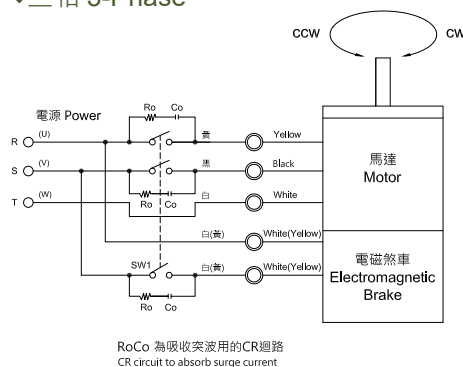 三相 3-Phase
CCW CW
Ro Co
電源 Power
R (U) 黃 Yellow
S (V) 黑 Black
馬達
Motor
T (W) Ro Co 白 White
白(黃) White(Yellow)
SW1 白(黃) White(Yellow)
電磁煞車
Electromagnetic
Brake
Ro Co
RoCo 為吸收突波用的CR迴路
CR circuit to absorb surge current